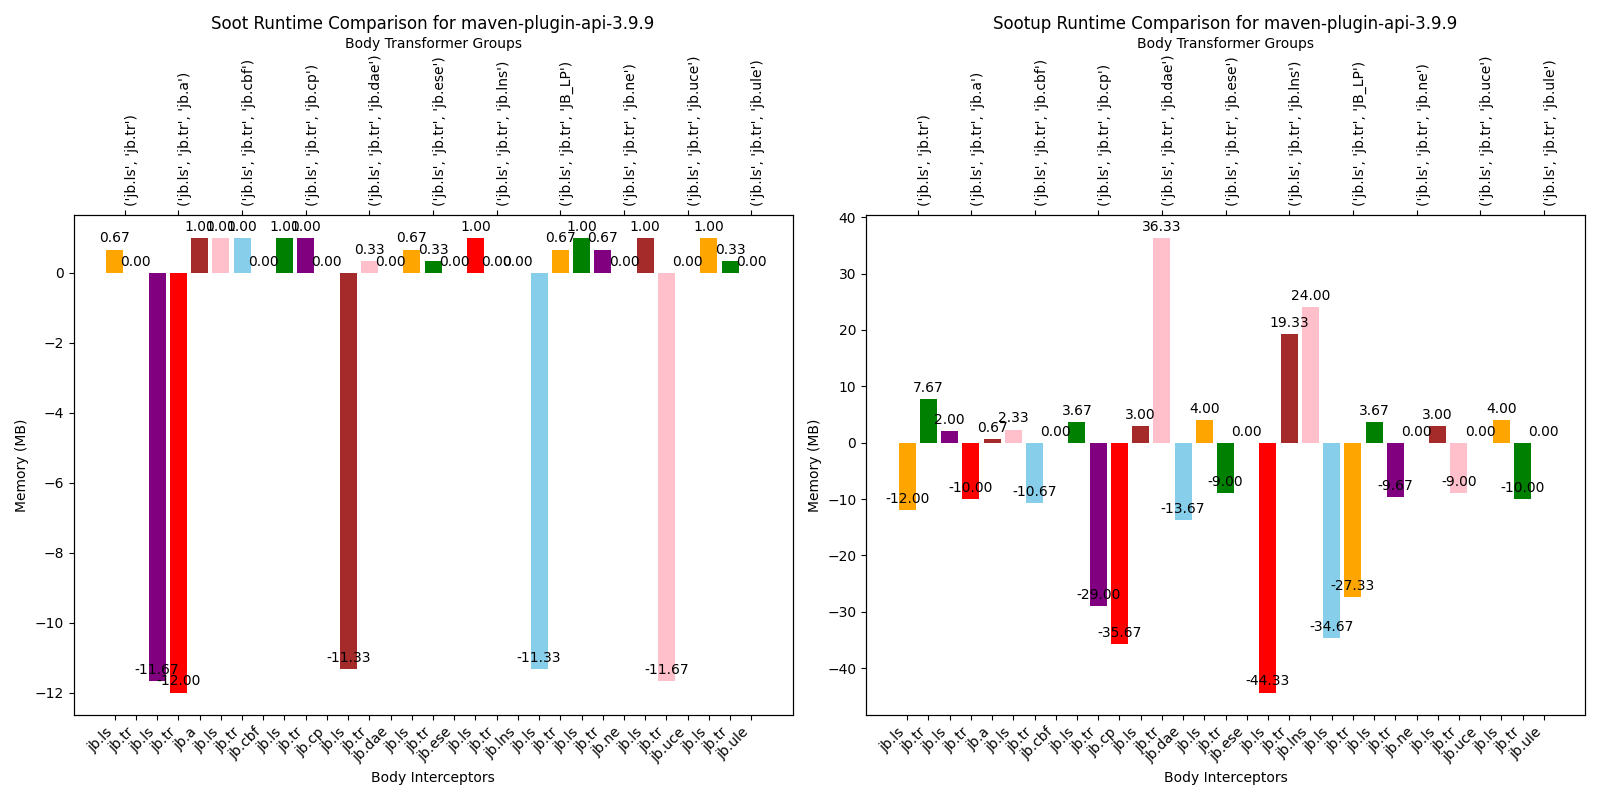 Soot Runtime Comparison for maven-plugin-api-3.9.9
Body Transformer Groups
('jb.ls', 'jb.tr')
('jb.ls', 'jb.tr', 'jb.a')
('jb.ls', 'jb.tr', 'jb.cbf')
('jb.ls', 'jb.tr', 'jb.cp')
('jb.ls', 'jb.tr', 'jb.dae')
('jb.ls', 'jb.tr', 'jb.ese')
('jb.ls', 'jb.tr', 'jb.lns')
('jb.ls', 'jb.tr', 'JB_LP')
('jb.ls', 'jb.tr', 'jb.ne')
('jb.ls', 'jb.tr', 'jb.uce')
('jb.ls', 'jb.tr', 'jb.ule')
0.67
0.00
-11.67
-12.00
1.00
1.00
1.00
0.00
1.00
1.00
0.00
-11.33
0.33
0.00
0.67
0.33
0.00
1.00
0.00
0.00
-11.33
0.67
1.00
0.67
0.00
1.00
-11.67
0.00
1.00
0.33
0.00
0
−2
−4
−6
−8
−10
−12
Memory (MB)
jb.ls
jb.tr
jb.ls
jb.tr
jb.a
jb.ls
jb.tr
jb.cbf
jb.ls
jb.tr
jb.cp
jb.ls
jb.tr
jb.dae
jb.ls
jb.tr
jb.ese
jb.ls
jb.tr
jb.lns
jb.ls
jb.tr
jb.ls
jb.tr
jb.ne
jb.ls
jb.tr
jb.uce
jb.ls
jb.tr
jb.ule
Body Interceptors
Sootup Runtime Comparison for maven-plugin-api-3.9.9
Body Transformer Groups
('jb.ls', 'jb.tr')
('jb.ls', 'jb.tr', 'jb.a')
('jb.ls', 'jb.tr', 'jb.cbf')
('jb.ls', 'jb.tr', 'jb.cp')
('jb.ls', 'jb.tr', 'jb.dae')
('jb.ls', 'jb.tr', 'jb.ese')
('jb.ls', 'jb.tr', 'jb.lns')
('jb.ls', 'jb.tr', 'JB_LP')
('jb.ls', 'jb.tr', 'jb.ne')
('jb.ls', 'jb.tr', 'jb.uce')
('jb.ls', 'jb.tr', 'jb.ule')
-12.00
7.67
2.00
-10.00
0.67
2.33
-10.67
0.00
3.67
-29.00
-35.67
3.00
36.33
-13.67
4.00
-9.00
0.00
-44.33
19.33
24.00
-34.67
-27.33
3.67
-9.67
0.00
3.00
-9.00
0.00
4.00
-10.00
0.00
40
30
20
10
0
−10
−20
−30
−40
Memory (MB)
jb.ls
jb.tr
jb.ls
jb.tr
jb.a
jb.ls
jb.tr
jb.cbf
jb.ls
jb.tr
jb.cp
jb.ls
jb.tr
jb.dae
jb.ls
jb.tr
jb.ese
jb.ls
jb.tr
jb.lns
jb.ls
jb.tr
jb.ls
jb.tr
jb.ne
jb.ls
jb.tr
jb.uce
jb.ls
jb.tr
jb.ule
Body Interceptors